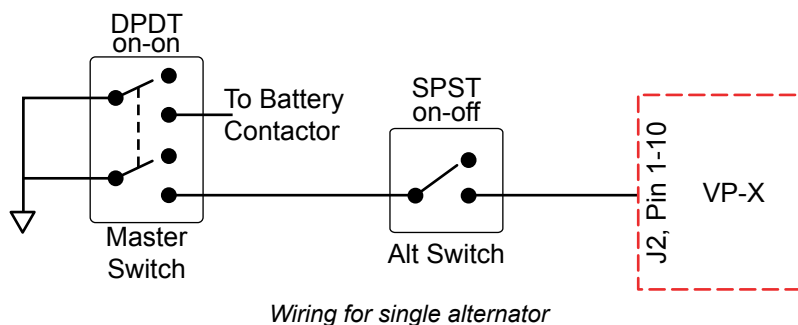 DPDT
on-on
To Battery
Contactor
Master
Switch
SPST
on-off
Alt Switch
J2, Pin 1-10
VP-X
Wiring for single alternator